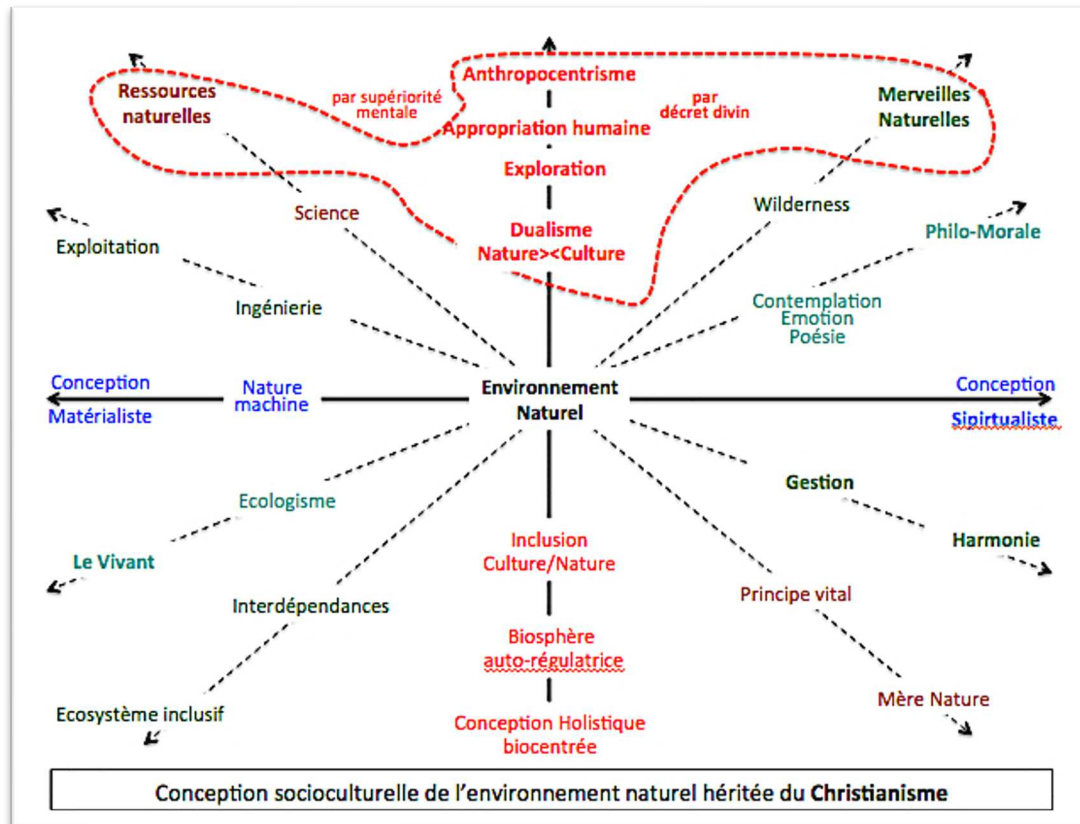 Anthropocentrisme
Ressources
naturelles
par supériorité
mentale
par
décret divin
Merveilles
Naturelles
Appropriation humaine
Exploration
Science
Wilderness
Dualisme
Nature><Culture
Philo-Morale
Exploitation
Ingénierie
Contemplation
Emotion
Poésie
Conception
Matérialiste
Nature
machine
Environnement
Naturel
Conception
Sipirtualiste
Ecologisme
Gestion
Le Vivant
Inclusion
Culture/Nature
Harmonie
Interdépendances
Principe vital
Biosphère
auto-régulatrice
Ecosystème inclusif
Conception Holistique
biocentrée
Mère Nature
Conception socioculturelle de l'environnement naturel héritée du Christianisme